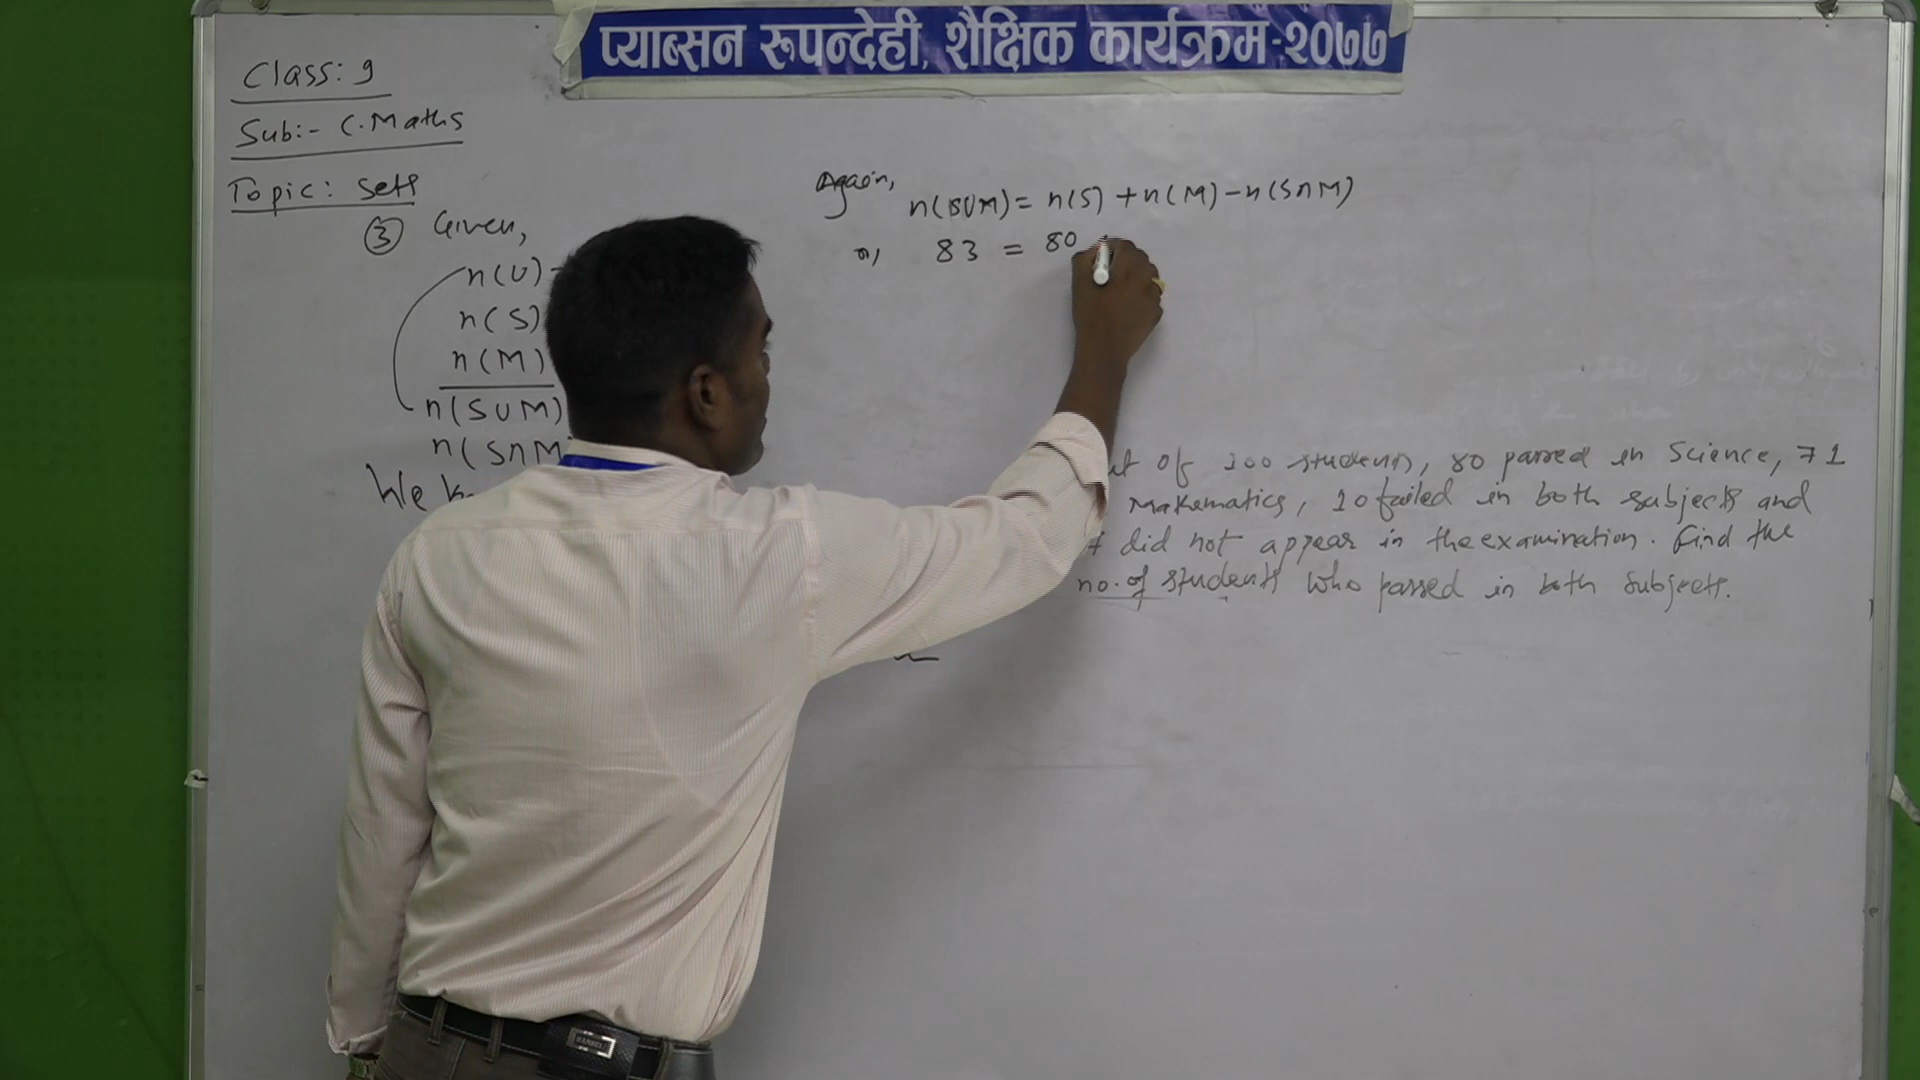 प्याब्सन रूपन्देही, शैक्षिक कार्यक्रम-२०७७
Class: 9
Sub:- C.Maths
Topic: Sets
③ Given,
n(U)
n(S)
n(M)
n(SUM)
n(S∩M
We
Again,
n(SUM) = n(S) + n(M) - n(S∩M)
or, 83 = 80
ut of 100 students, 80 passed in Science, 71
Mathematics, 10 failed in both subjects and
7 did not appear in the examination. Find the
no. of students who passed in both subjects.